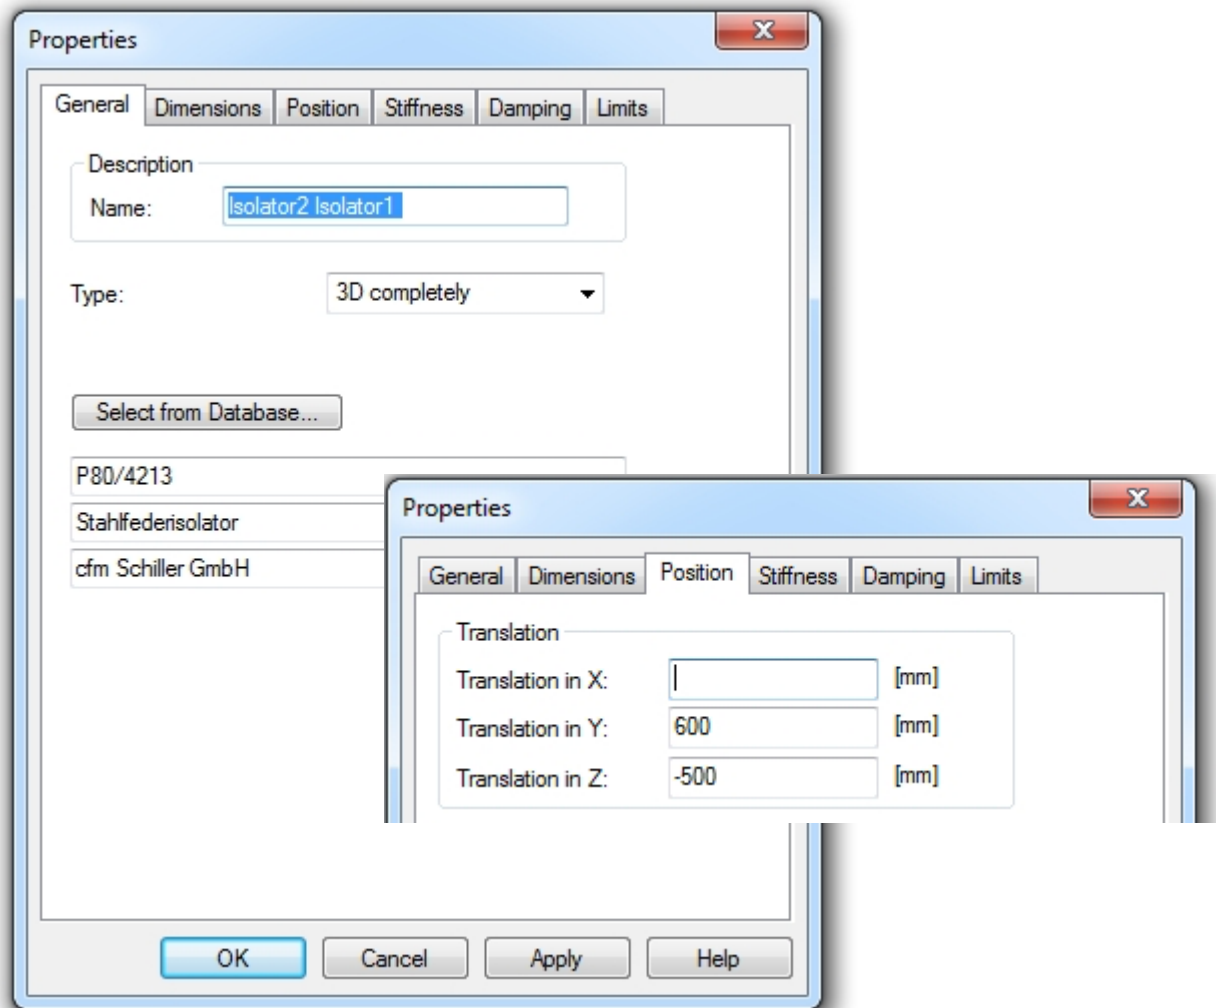 Properties
General Dimensions Position Stiffness Damping Limits
Description
Name: Isolator2 Isolator1
Type: 3D completely
Select from Database...
P80/4213
Stahlfederisolator
cfm Schiller GmbH
OK Cancel Apply Help
Properties
General Dimensions Position Stiffness Damping Limits
Translation
Translation in X: [mm]
Translation in Y: 600 [mm]
Translation in Z: -500 [mm]